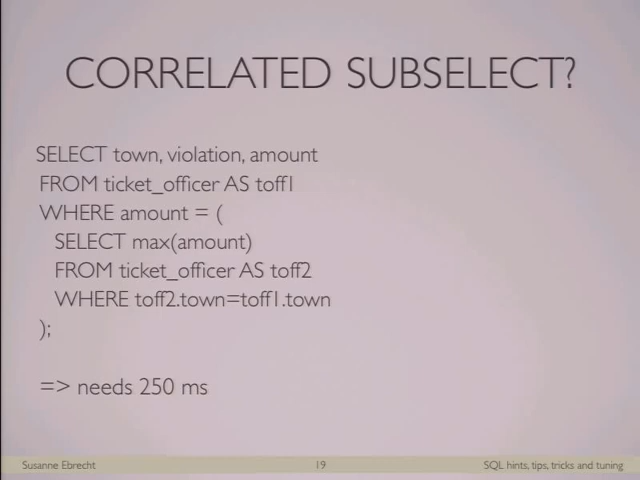 CORRELATED SUBSELECT?
SELECT town, violation, amount
FROM ticket_officer AS toff1
WHERE amount = (
SELECT max(amount)
FROM ticket_officer AS toff2
WHERE toff2.town=toff1.town
);
=> needs 250 ms
Susanne Ebrecht 19 SQL hints, tips, tricks and tuning